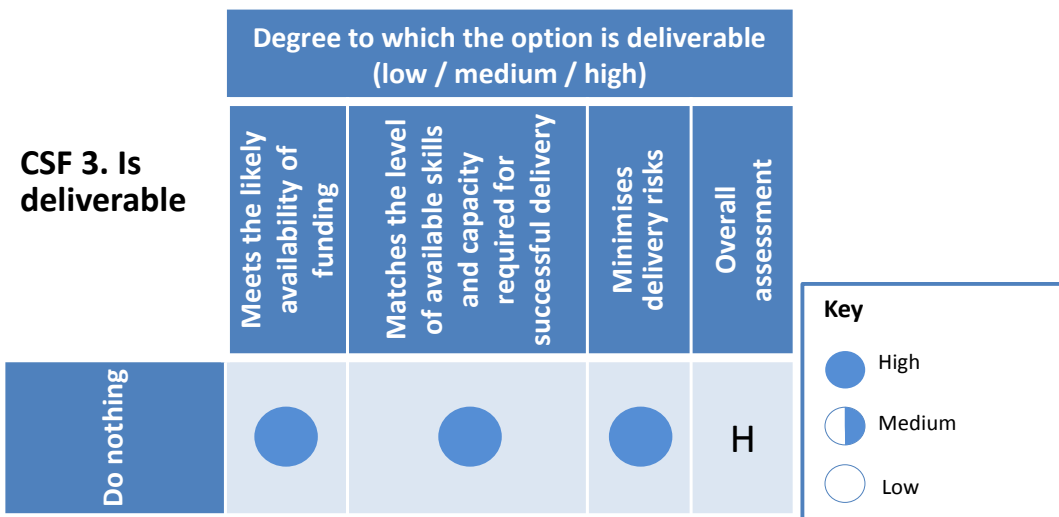 Degree to which the option is deliverable
(low / medium / high)
CSF 3. Is
deliverable
Meets the likely
availability of
funding
Matches the level
of available skills
and capacity
required for
successful delivery
Minimises
delivery risks
Overall
assessment
Do nothing
H
Key
High
Medium
Low